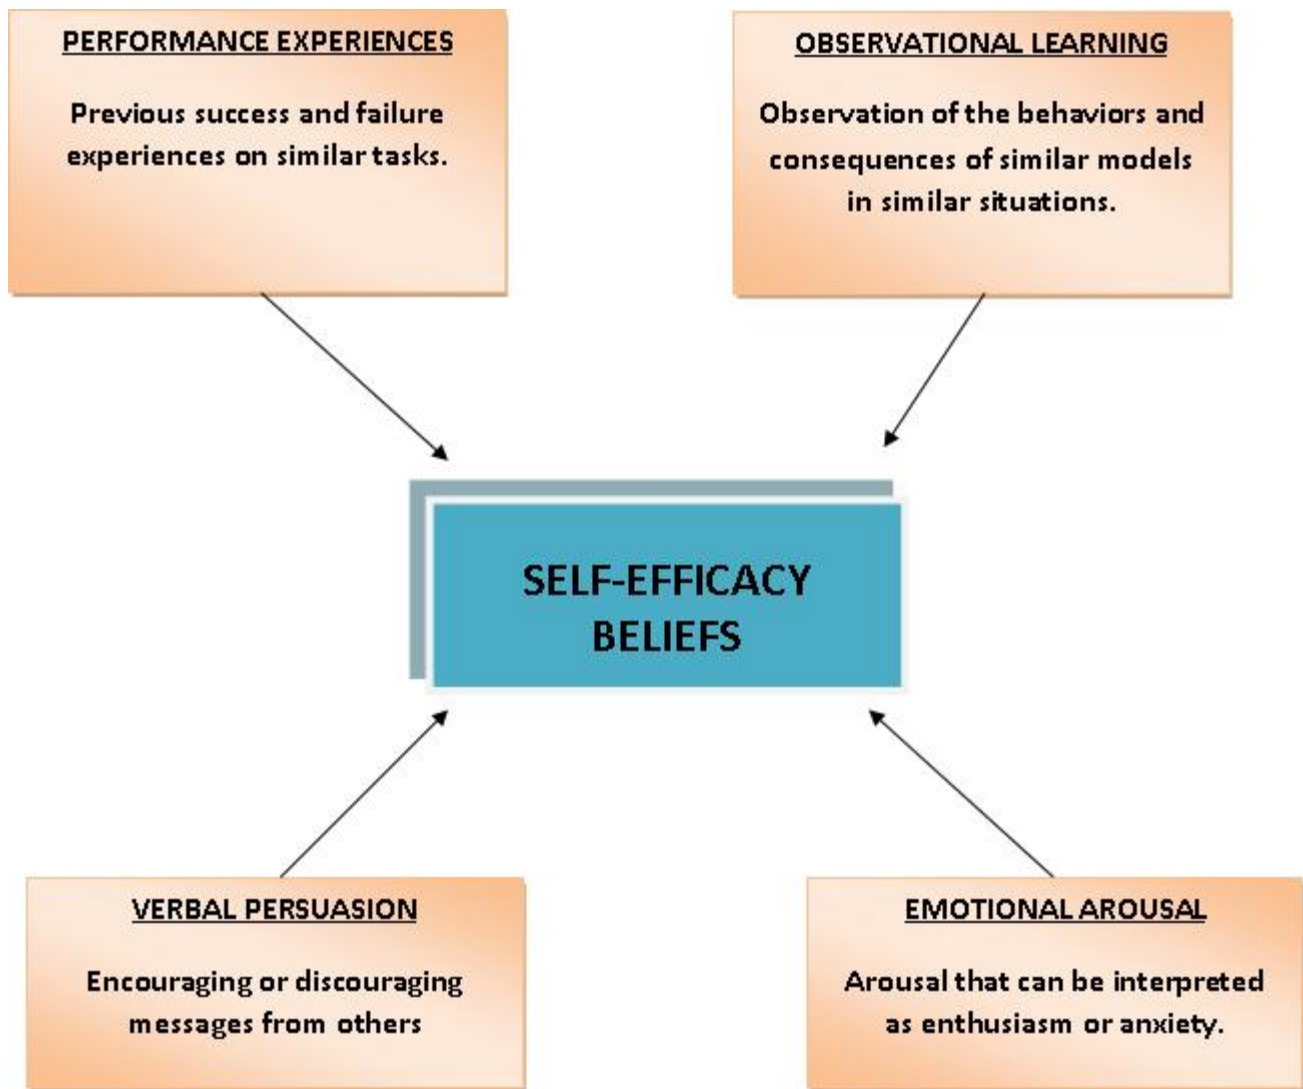 PERFORMANCE EXPERIENCES
Previous success and failure
experiences on similar tasks.
OBSERVATIONAL LEARNING
Observation of the behaviors and
consequences of similar models
in similar situations.
SELF-EFFICACY
BELIEFS
VERBAL PERSUASION
Encouraging or discouraging
messages from others
EMOTIONAL AROUSAL
Arousal that can be interpreted
as enthusiasm or anxiety.